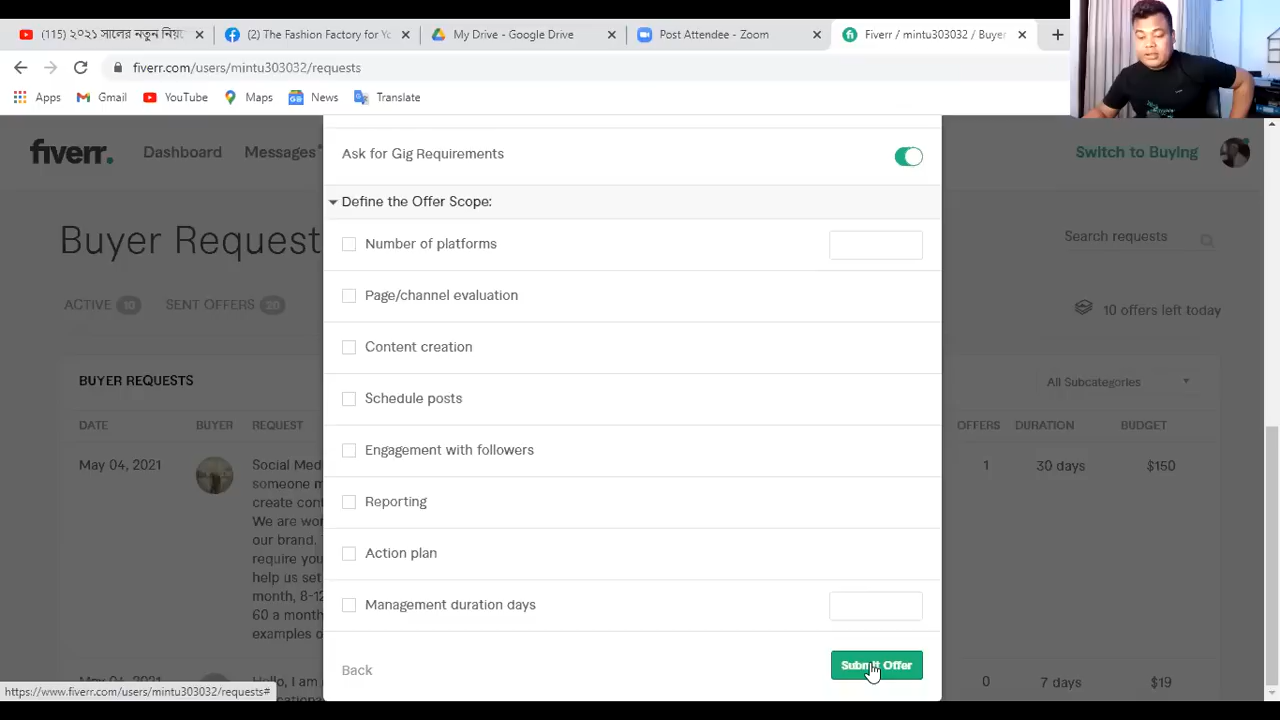 (115) ২০২১ সালের নতুন নিয়মে
(2) The Fashion Factory for Yo
My Drive - Google Drive
Post Attendee - Zoom
Fiverr / mintu303032 / Buyer
fiverr.com/users/mintu303032/requests
Apps
Gmail
YouTube
Maps
News
Translate
fiverr.
Dashboard
Messages
Switch to Buying
Ask for Gig Requirements
Define the Offer Scope:
Buyer Request
Search requests
Number of platforms
Page/channel evaluation
ACTIVE 10
SENT OFFERS 20
10 offers left today
Content creation
BUYER REQUESTS
All Subcategories
Schedule posts
DATE
BUYER
REQUEST
OFFERS
DURATION
BUDGET
Engagement with followers
May 04, 2021
Social Med
someone m
create cont
We are wor
our brand.
require you
help us set
month, 8-12
60 a month
examples o
1
30 days
$150
Reporting
Action plan
Management duration days
Back
Submit Offer
May 04, 2021
Hello, I am
0
7 days
$19
https://www.fiverr.com/users/mintu303032/requests#